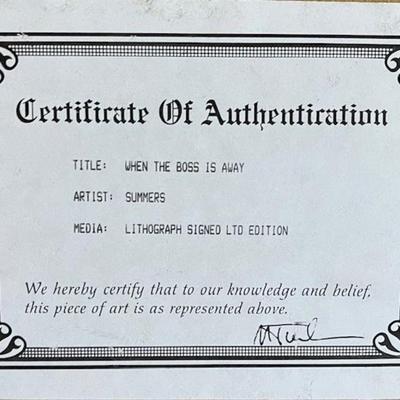 Certificate Of Authentication
TITLE: WHEN THE BOSS IS AWAY
ARTIST: SUMMERS
MEDIA: LITHOGRAPH SIGNED LTD EDITION
We hereby certify that to our knowledge and belief,
this piece of art is as represented above.